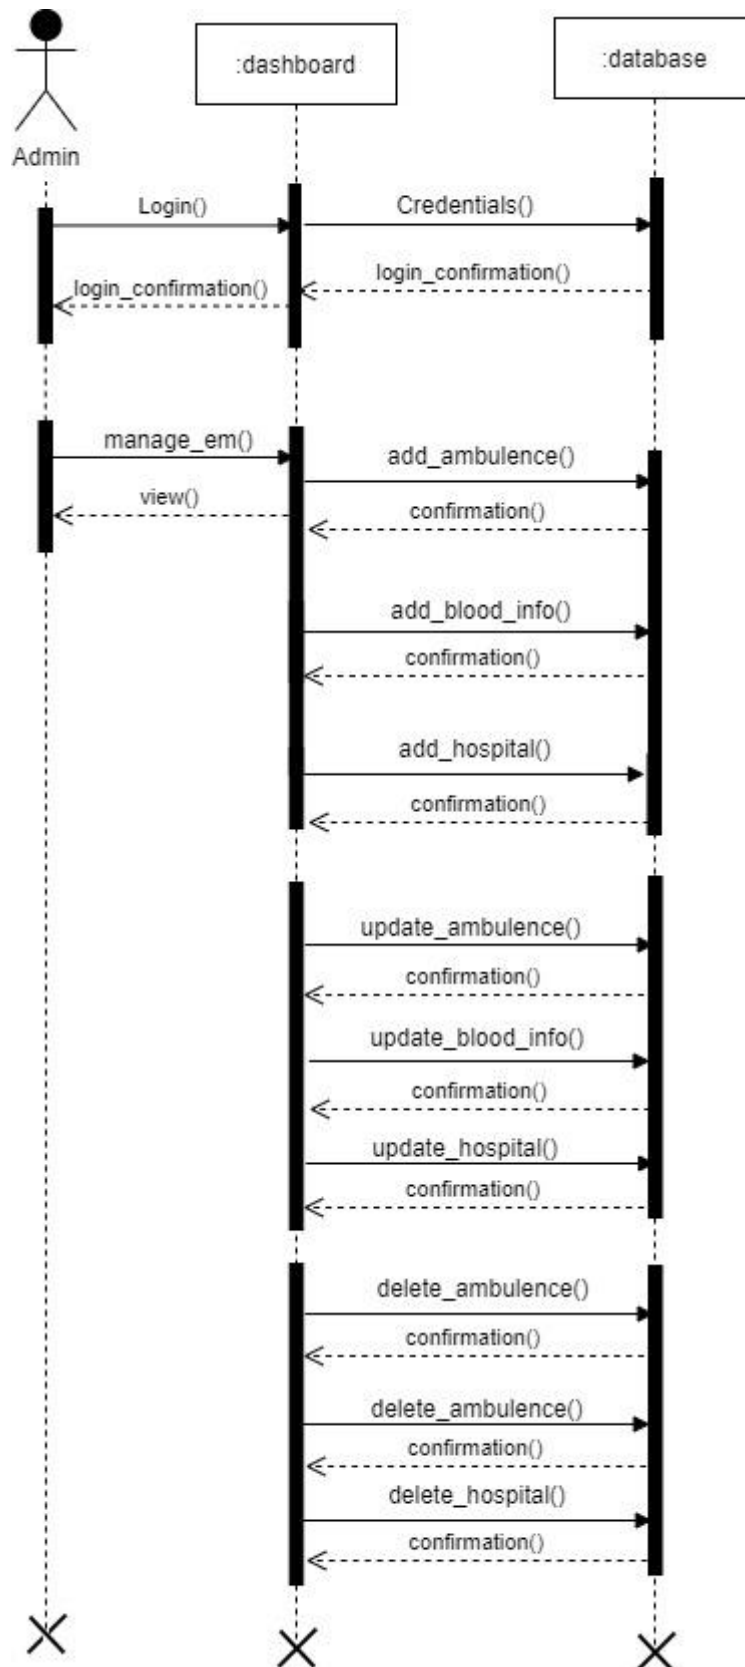 :dashboard
:database
Admin
Login()
Credentials()
login_confirmation()
login_confirmation()
manage_em()
add_ambulence()
view()
confirmation()
add_blood_info()
confirmation()
add_hospital()
confirmation()
update_ambulence()
confirmation()
update_blood_info()
confirmation()
update_hospital()
confirmation()
delete_ambulence()
confirmation()
delete_ambulence()
confirmation()
delete_hospital()
confirmation()